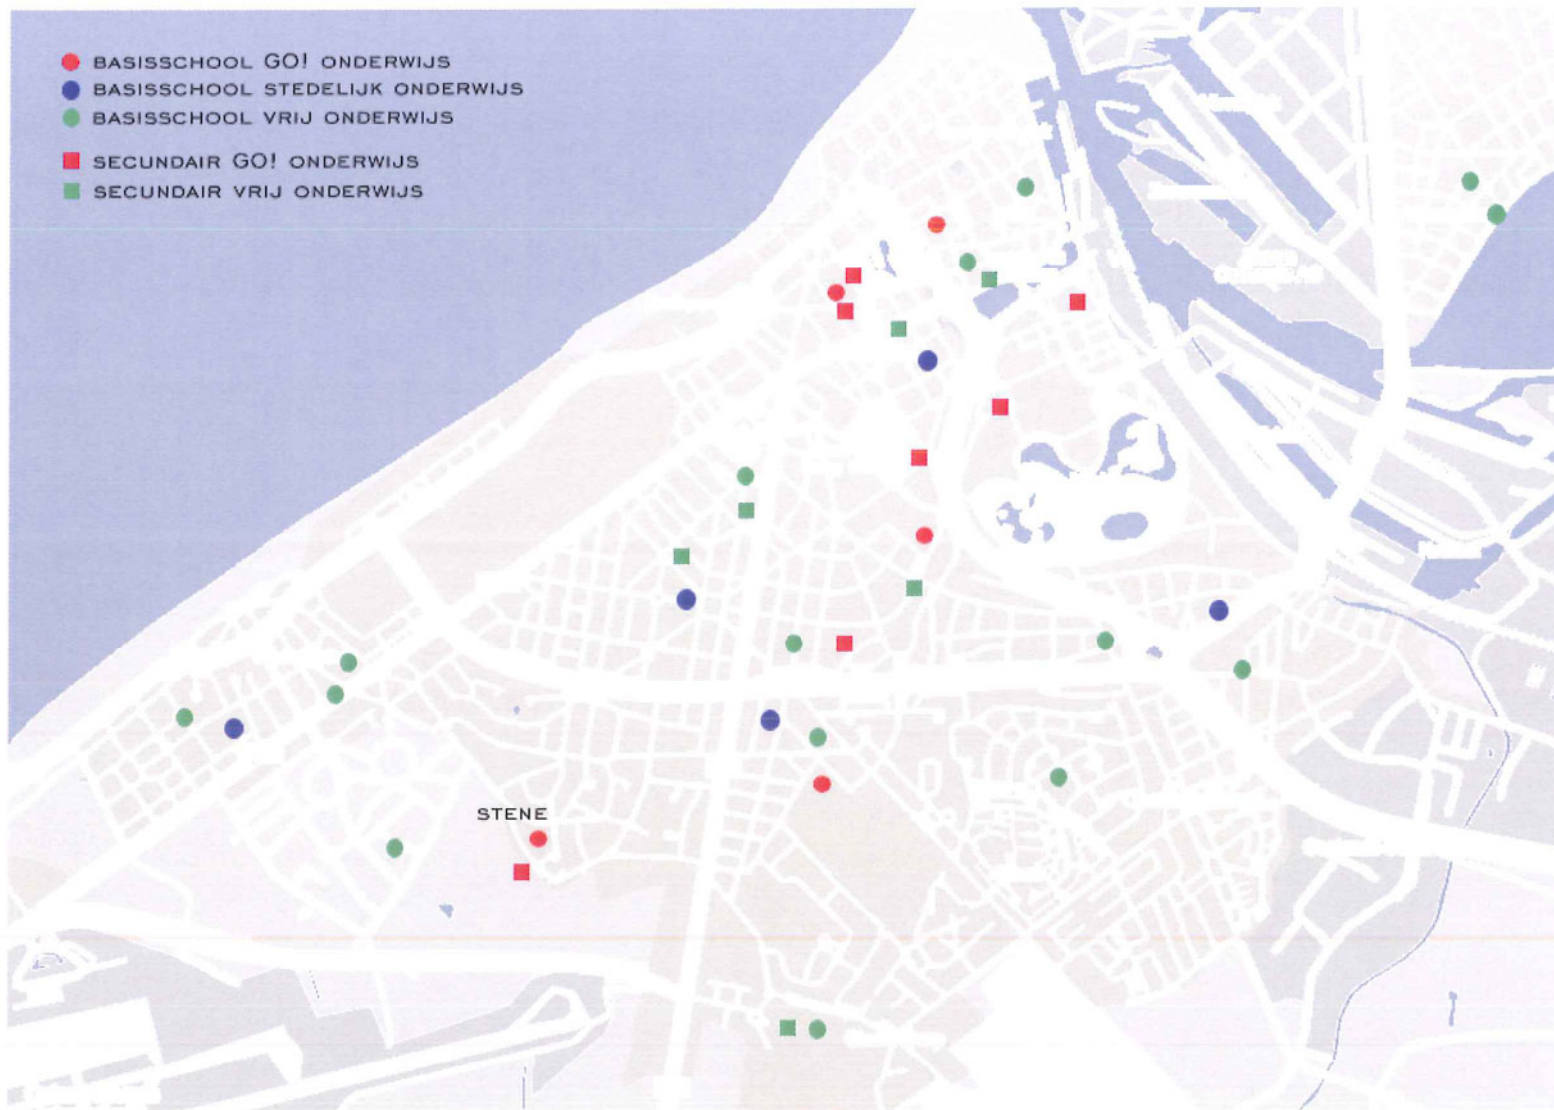 BASISSCHOOL GO! ONDERWIJS
BASISSCHOOL STEDELIJK ONDERWIJS
BASISSCHOOL VRIJ ONDERWIJS
SECUNDAIR GO! ONDERWIJS
SECUNDAIR VRIJ ONDERWIJS
STENE